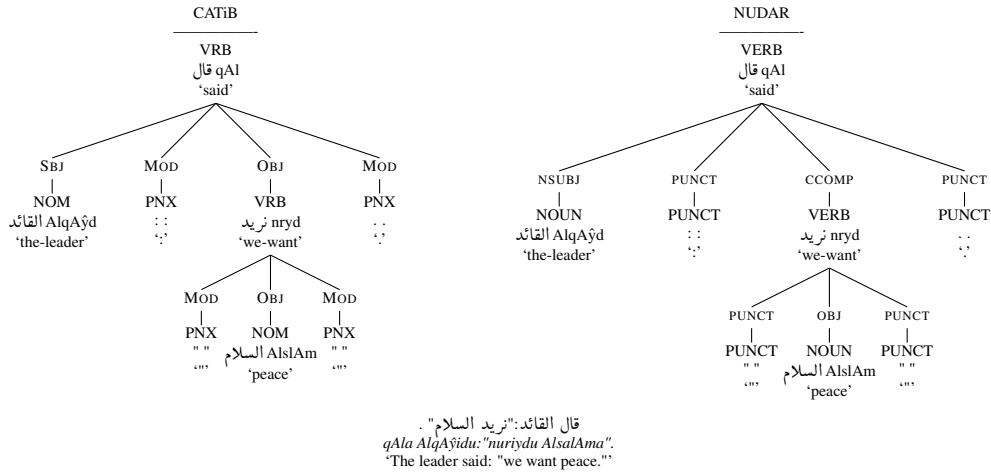 CATiB NUDAR
VRB VERB
قال qAl قال qAl
‘said’ ‘said’
SBJ MOD OBJ MOD NSUBJ PUNCT CCOMP PUNCT
NOM PNX VRB PNX NOUN PUNCT VERB PUNCT
القائد AlqAŷd : : نريد nryd . . القائد AlqAŷd : : نريد nryd . .
‘the-leader’ ‘:’ ‘we-want’ ‘.’ ‘the-leader’ ‘:’ ‘we-want’ ‘.’
MOD OBJ MOD PUNCT OBJ PUNCT
PNX NOM PNX PUNCT NOUN PUNCT
" " السلام AlslAm " " " " السلام AlslAm " "
‘"’ ‘peace’ ‘"’ ‘"’ ‘peace’ ‘"’
قال القائد:"نريد السلام" .
qAla AlqAŷidu:"nuriydu AlsalAma".
‘The leader said: "we want peace."’